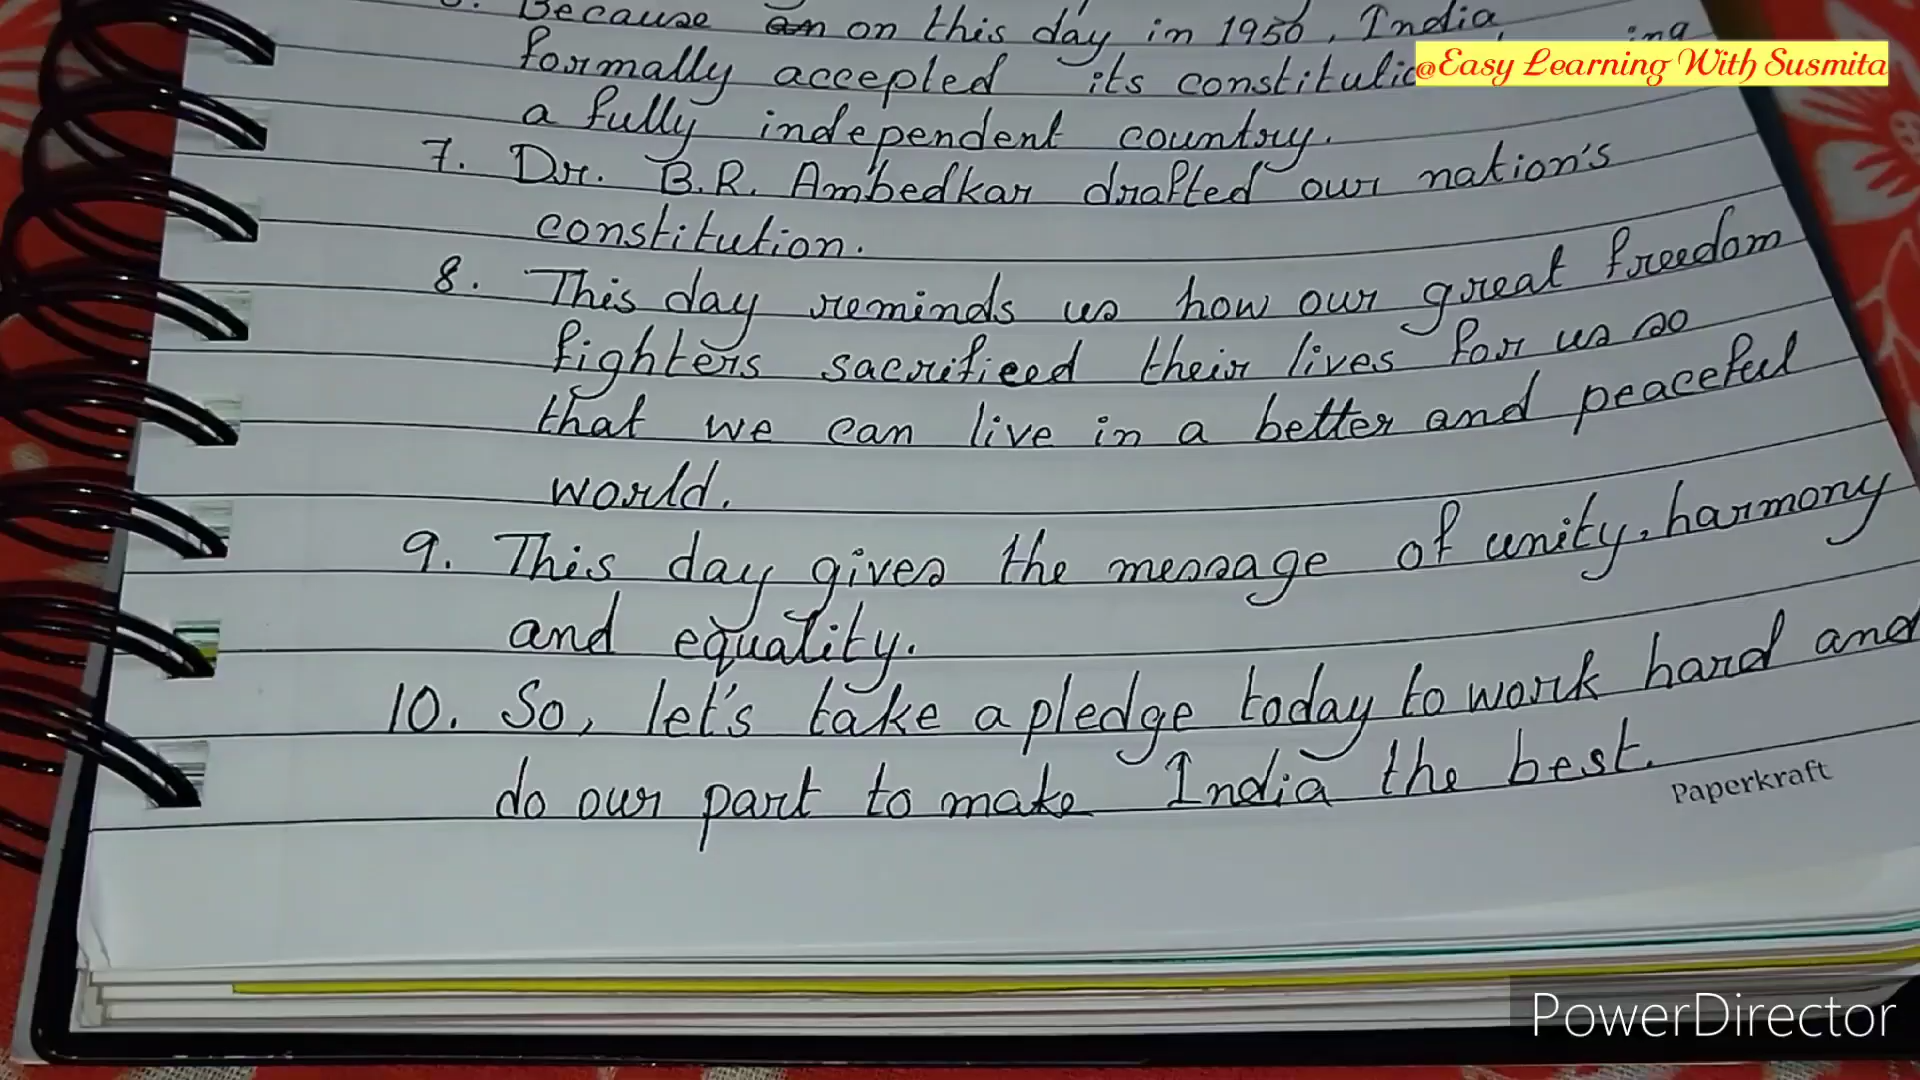 6. Because on on this day in 1950, India,
formally accepted its constitutio
a fully independent country.
7. Dr. B.R. Ambedkar drafted our nation's
constitution.
8. This day reminds us how our great freedom
fighters sacrificed their lives for us so
that we can live in a better and peaceful
world.
9. This day gives the message of unity, harmony
and equality.
10. So, let's take a pledge today to work hard and
do our part to make India the best.
Paperkraft
@Easy Learning With Susmita
PowerDirector